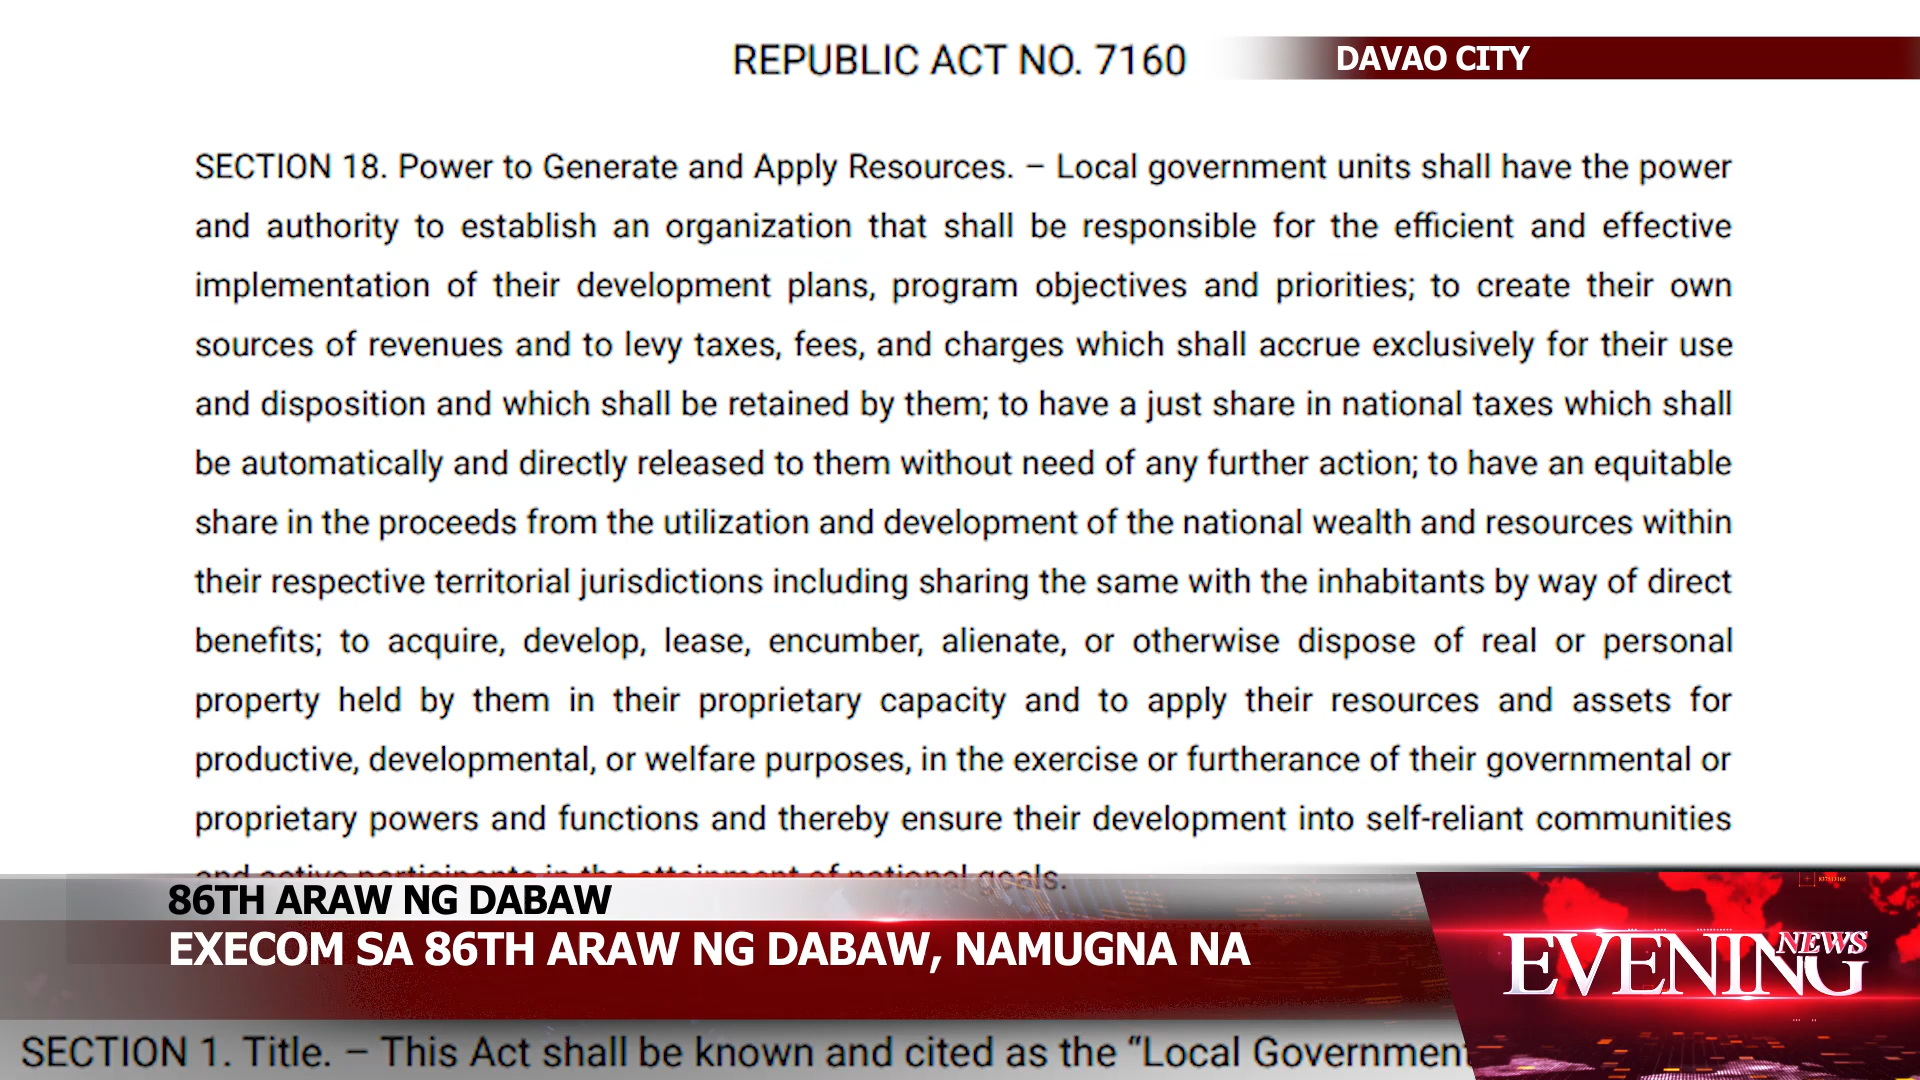 REPUBLIC ACT NO. 7160
DAVAO CITY
SECTION 18. Power to Generate and Apply Resources. – Local government units shall have the power
and authority to establish an organization that shall be responsible for the efficient and effective
implementation of their development plans, program objectives and priorities; to create their own
sources of revenues and to levy taxes, fees, and charges which shall accrue exclusively for their use
and disposition and which shall be retained by them; to have a just share in national taxes which shall
be automatically and directly released to them without need of any further action; to have an equitable
share in the proceeds from the utilization and development of the national wealth and resources within
their respective territorial jurisdictions including sharing the same with the inhabitants by way of direct
benefits; to acquire, develop, lease, encumber, alienate, or otherwise dispose of real or personal
property held by them in their proprietary capacity and to apply their resources and assets for
productive, developmental, or welfare purposes, in the exercise or furtherance of their governmental or
proprietary powers and functions and thereby ensure their development into self-reliant communities
and active participants in the attainment of national goals.
86TH ARAW NG DABAW
EXECOM SA 86TH ARAW NG DABAW, NAMUGNA NA
EVENING NEWS
SECTION 1. Title. – This Act shall be known and cited as the “Local Government